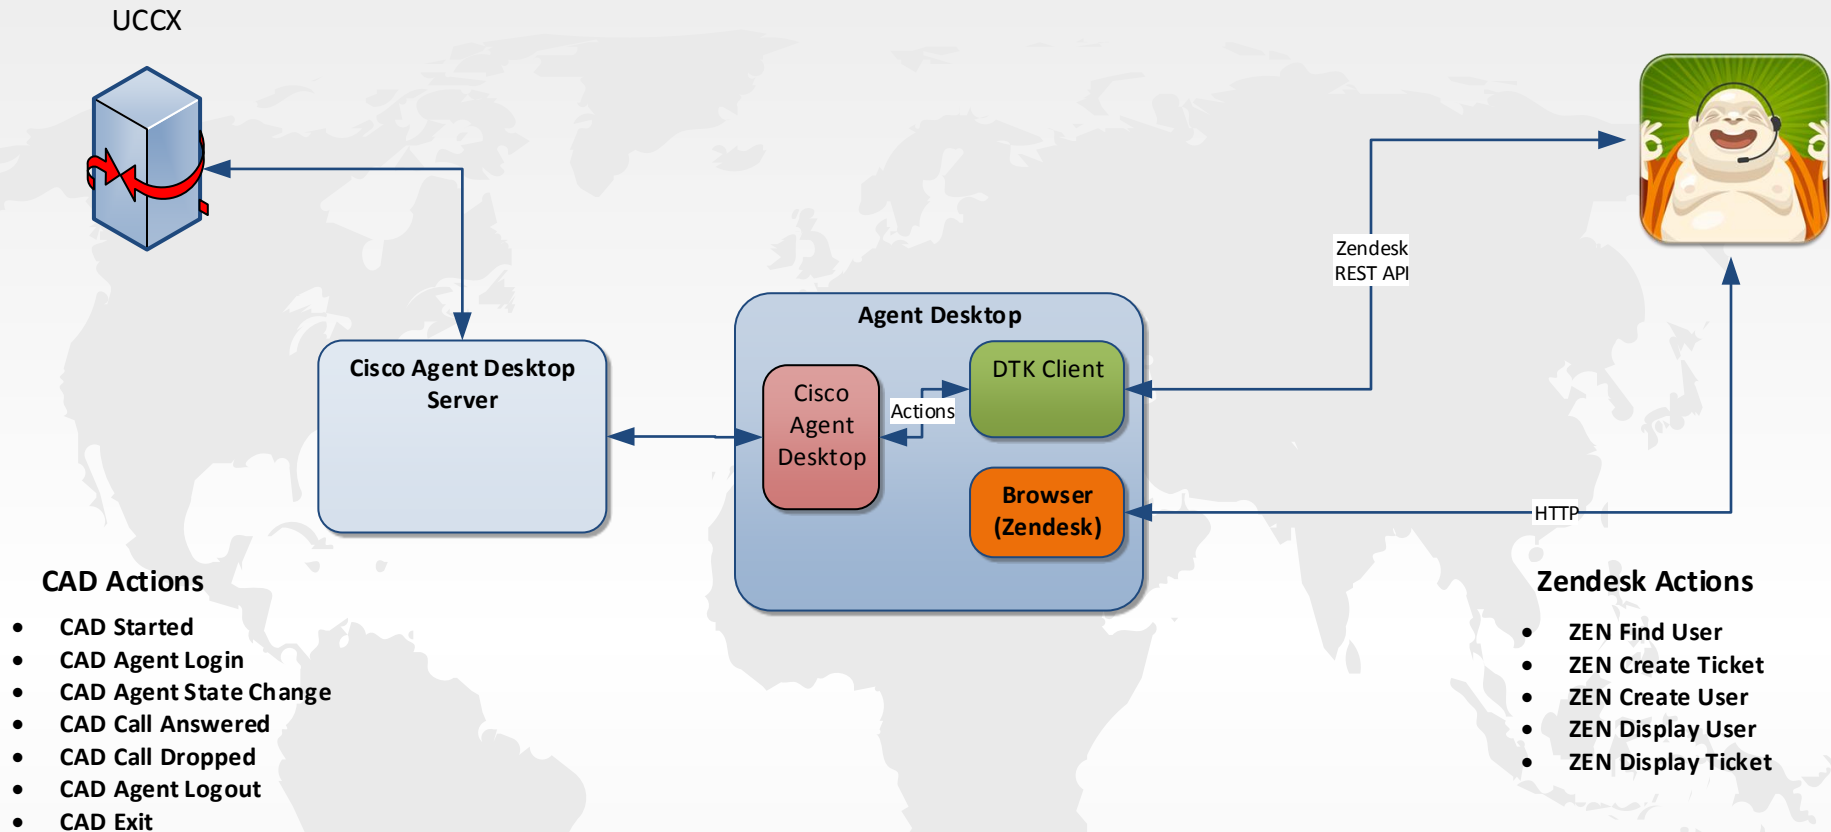 UCCX
Zendesk
REST API
Agent Desktop
Cisco Agent Desktop
Server
Cisco
Agent
Desktop
Actions
DTK Client
Browser
(Zendesk)
HTTP
CAD Actions
• CAD Started
• CAD Agent Login
• CAD Agent State Change
• CAD Call Answered
• CAD Call Dropped
• CAD Agent Logout
• CAD Exit
Zendesk Actions
• ZEN Find User
• ZEN Create Ticket
• ZEN Create User
• ZEN Display User
• ZEN Display Ticket